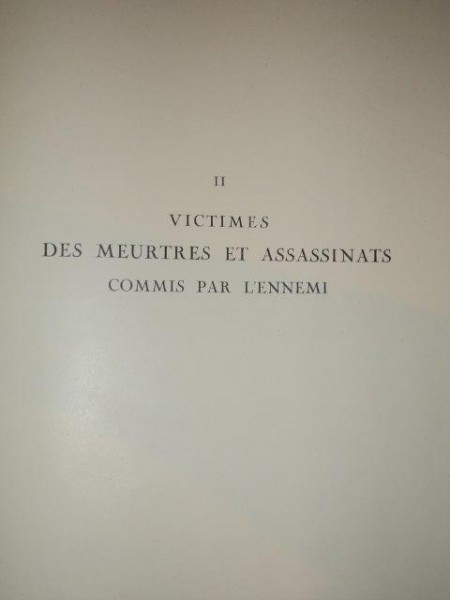 II
VICTIMES
DES MEURTRES ET ASSASSINATS
COMMIS PAR L'ENNEMI